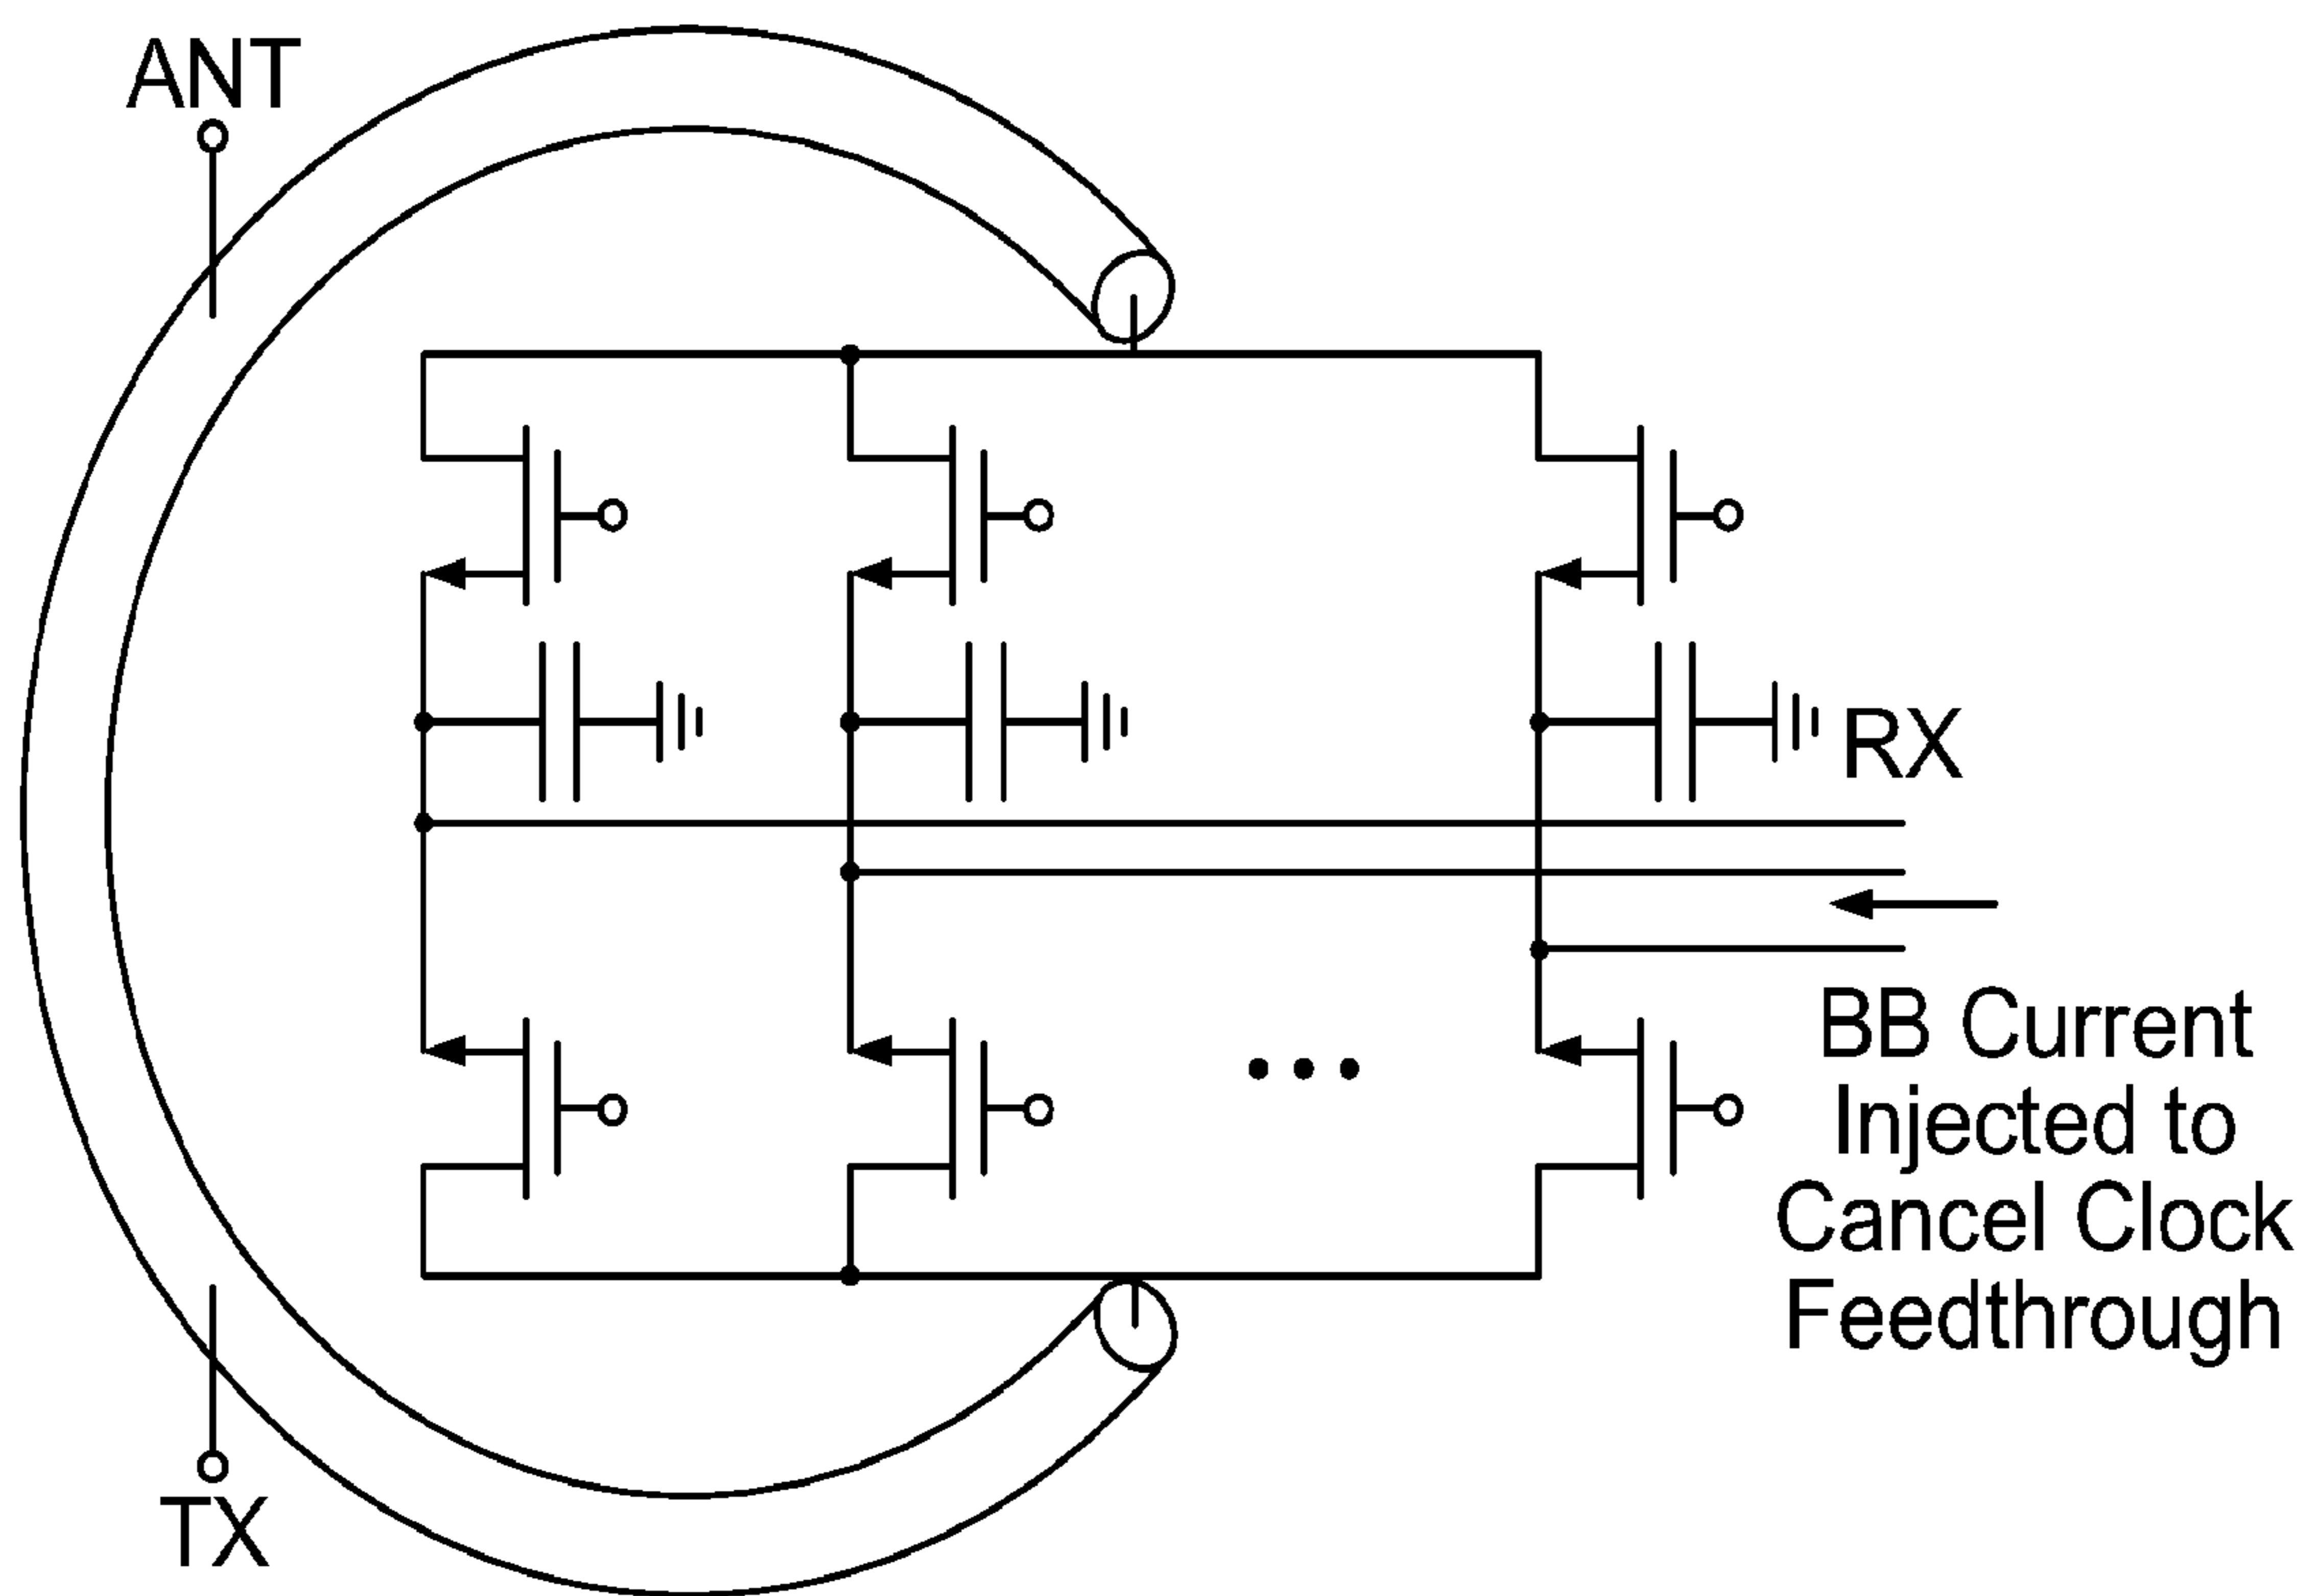 ANT
RX
BB Current
Injected to
Cancel Clock
Feedthrough
TX